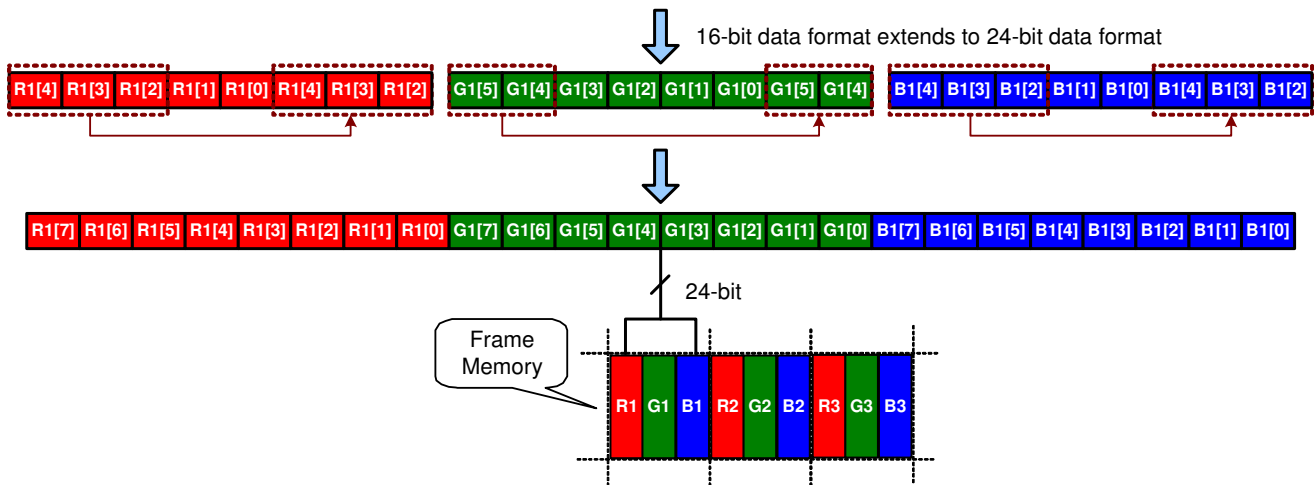 16-bit data format extends to 24-bit data format
R1[4] R1[3] R1[2] R1[1] R1[0] R1[4] R1[3] R1[2] G1[5] G1[4] G1[3] G1[2] G1[1] G1[0] G1[5] G1[4] B1[4] B1[3] B1[2] B1[1] B1[0] B1[4] B1[3] B1[2]
R1[7] R1[6] R1[5] R1[4] R1[3] R1[2] R1[1] R1[0] G1[7] G1[6] G1[5] G1[4] G1[3] G1[2] G1[1] G1[0] B1[7] B1[6] B1[5] B1[4] B1[3] B1[2] B1[1] B1[0]
24-bit
Frame
Memory
R1 G1 B1 R2 G2 B2 R3 G3 B3